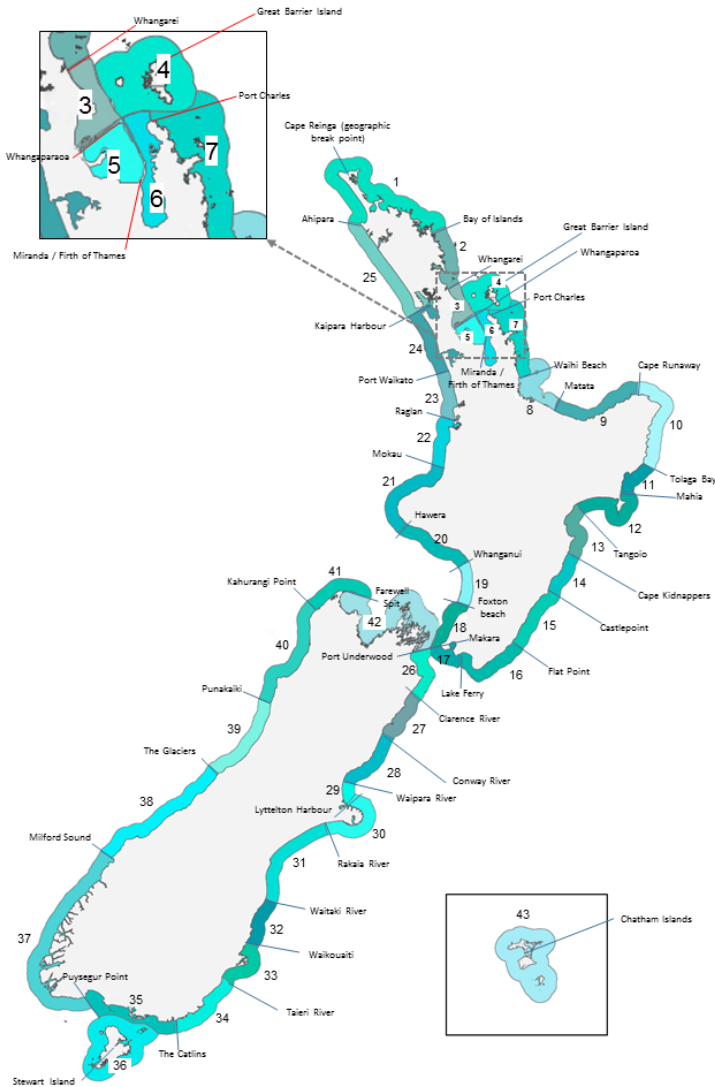 Whangarei
Great Barrier Island
4
3
Port Charles
Whangaparaoa
7
5
6
Miranda / Firth of Thames
Cape Reinga (geographic
break point)
1
Ahipara
Bay of Islands
2
Great Barrier Island
Whangarei
Whangaparoa
25
4
Port Charles
3
Kaipara Harbour
6
7
5
24
Port Waikato
Miranda /
Firth of Thames
Waihi Beach
Cape Runaway
Matata
23
8
9
10
Raglan
22
Mokau
Tolaga Bay
11
21
Mahia
Hawera
12
20
13
Tangoio
Whanganui
41
Cape Kidnappers
Kahurangi Point
Farewell
Spit
19
14
42
Foxton
beach
Castlepoint
18
40
Makara
15
Port Underwood
17
26
Flat Point
16
Lake Ferry
Punakaiki
Clarence River
27
39
The Glaciers
Conway River
28
29
Waipara River
38
Lyttelton Harbour
30
Milford Sound
31
Rakaia River
Waitaki River
43
Chatham Islands
32
37
Waikouaiti
33
Puysegur Point
35
Taieri River
34
The Catlins
36
Stewart Island